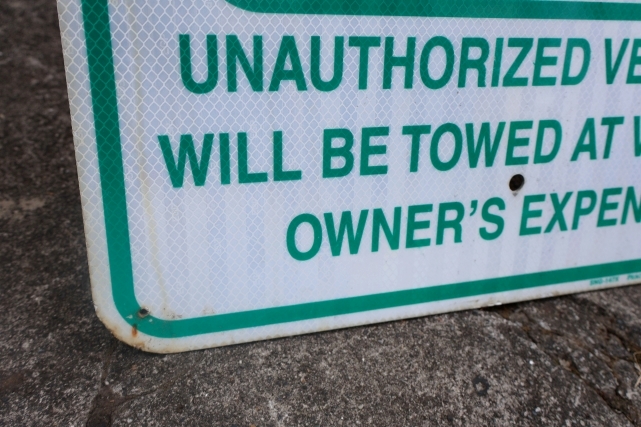 UNAUTHORIZED VE
WILL BE TOWED AT V
OWNER'S EXPEN